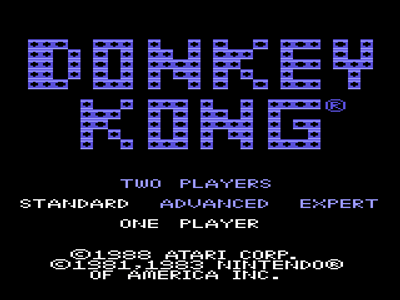 DONKEY
KONG®
TWO PLAYERS
STANDARD ADVANCED EXPERT
ONE PLAYER
©1988 ATARI CORP.
©1981,1983 NINTENDO®
OF AMERICA INC.